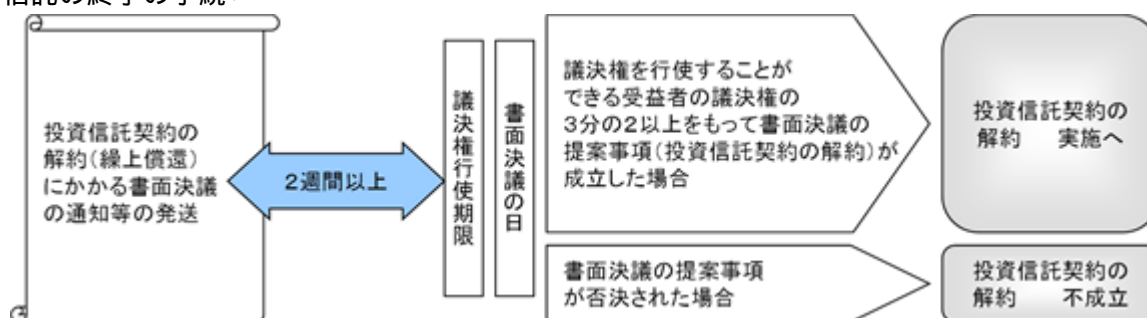 信託の終了の手続＞
投資信託契約の
解約（繰上償還）
にかかる書面決議
の通知等の発送
２週間以上
議決権行使期限
書面決議の日
議決権を行使することが
できる受益者の議決権の
３分の２以上をもって書面決議の
提案事項（投資信託契約の解約）が
成立した場合
投資信託契約の
解約　実施へ
書面決議の提案事項
が否決された場合
投資信託契約の
解約　不成立